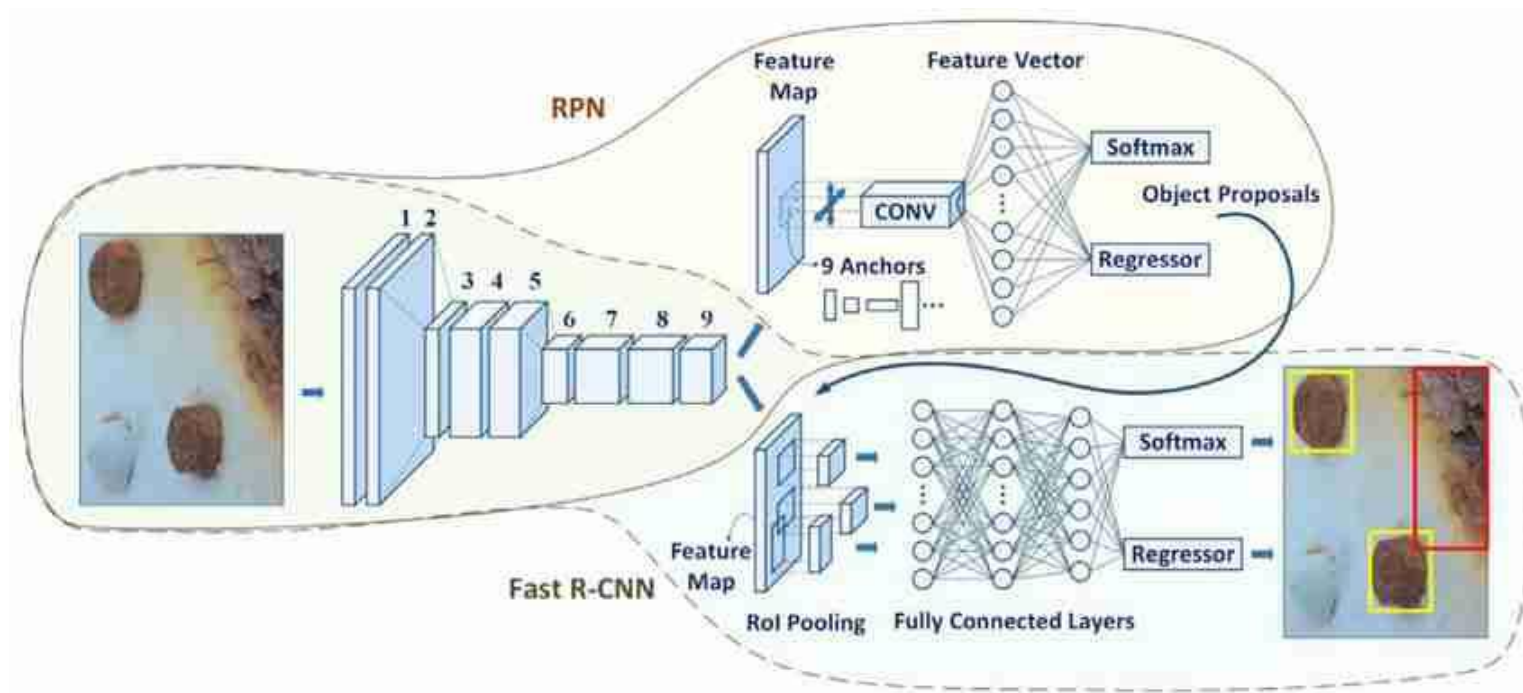 Feature
Map
Feature Vector
RPN
Softmax
CONV
Object Proposals
1 2
3 4 5
9 Anchors
Regressor
6 7 8 9
Softmax
Feature
Map
Regressor
Fast R-CNN
RoI Pooling
Fully Connected Layers